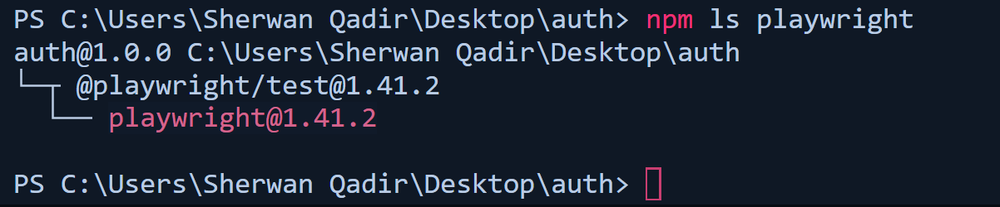 PS C:\Users\Sherwan Qadir\Desktop\auth> npm ls playwright
auth@1.0.0 C:\Users\Sherwan Qadir\Desktop\auth
└─┬ @playwright/test@1.41.2
  └── playwright@1.41.2
PS C:\Users\Sherwan Qadir\Desktop\auth>